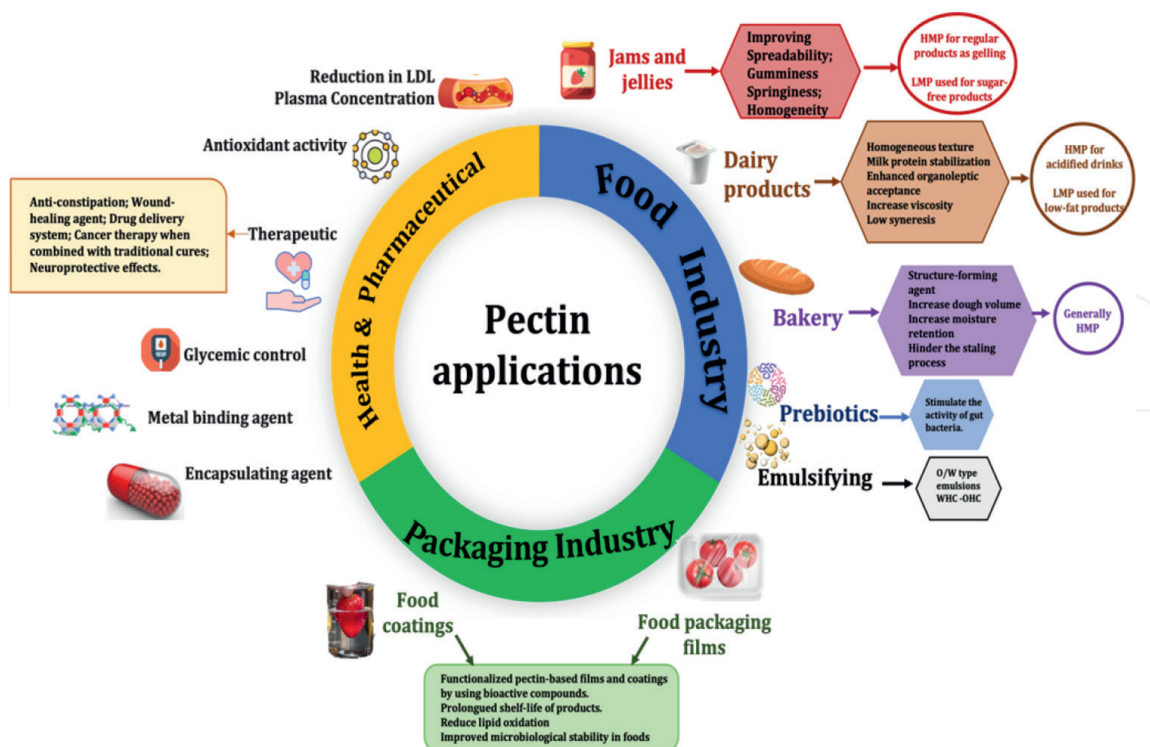 Pectin
applications
Food Industry
Health & Pharmaceutical
Packaging Industry
Jams and
jellies
Improving
Spreadability;
Gumminess
Springiness;
Homogeneity
HMP for regular
products as gelling
LMP used for sugar-
free products
Dairy
products
Homogeneous texture
Milk protein stabilization
Enhanced organoleptic
acceptance
Increase viscosity
Low syneresis
HMP for
acidified drinks
LMP used for
low-fat products
Bakery
Structure-forming
agent
Increase dough volume
Increase moisture
retention
Hinder the staling
process
Generally
HMP
Prebiotics
Stimulate the
activity of gut
bacteria.
Emulsifying
O/W type
emulsions
WHC -OHC
Reduction in LDL
Plasma Concentration
Antioxidant activity
Therapeutic
Anti-constipation; Wound-
healing agent; Drug delivery
system; Cancer therapy when
combined with traditional cures;
Neuroprotective effects.
Glycemic control
Metal binding agent
Encapsulating agent
Food
coatings
Food packaging
films
Functionalized pectin-based films and coatings
by using bioactive compounds.
Prolongued shelf-life of products.
Reduce lipid oxidation
Improved microbiological stability in foods